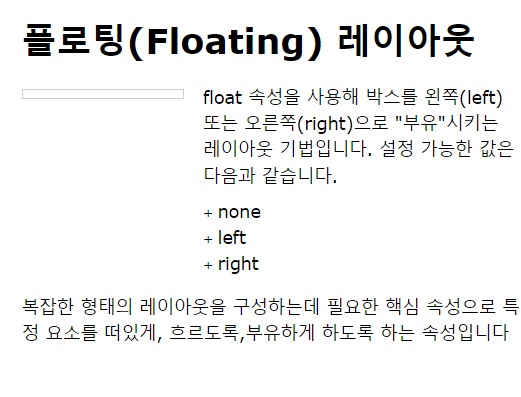 플로팅(Floating) 레이아웃
float 속성을 사용해 박스를 왼쪽(left)
또는 오른쪽(right)으로 "부유"시키는
레이아웃 기법입니다. 설정 가능한 값은
다음과 같습니다.
+ none
+ left
+ right
복잡한 형태의 레이아웃을 구성하는데 필요한 핵심 속성으로 특
정 요소를 떠있게, 흐르도록,부유하게 하도록 하는 속성입니다